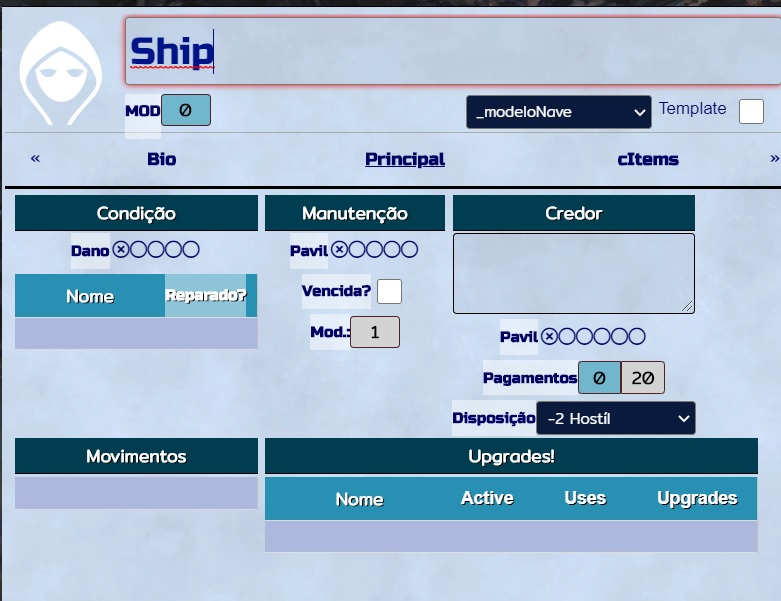 Ship
MOD 0 _modeloNave Template
« Bio Principal cItems »
Condição Manutenção Credor
Dano Pavil
Nome Reparado? Vencida?
Mod.: 1
Pavil
Pagamentos 0 20
Disposição -2 Hostíl
Movimentos Upgrades!
Nome Active Uses Upgrades